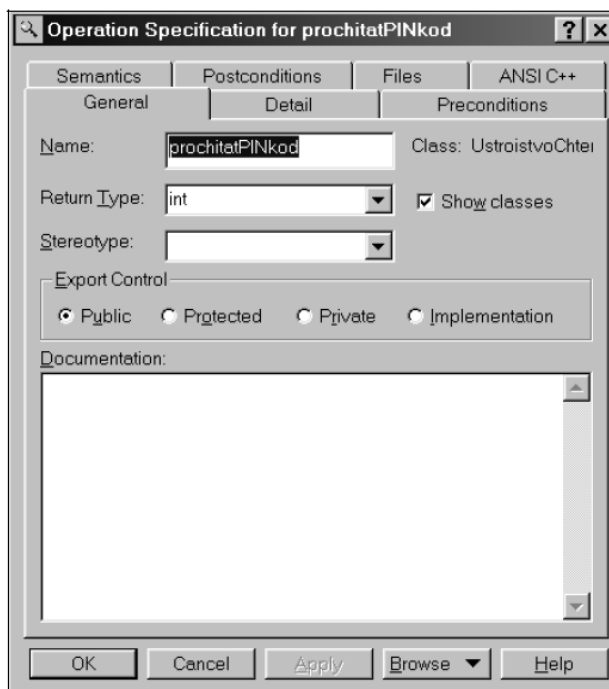 Operation Specification for prochitatPINkod
Semantics Postconditions Files ANSI C++
General Detail Preconditions
Name: prochitatPINkod Class: UstroistvoChter
Return Type: int Show classes
Stereotype:
Export Control
Public Protected Private Implementation
Documentation:
OK Cancel Apply Browse Help